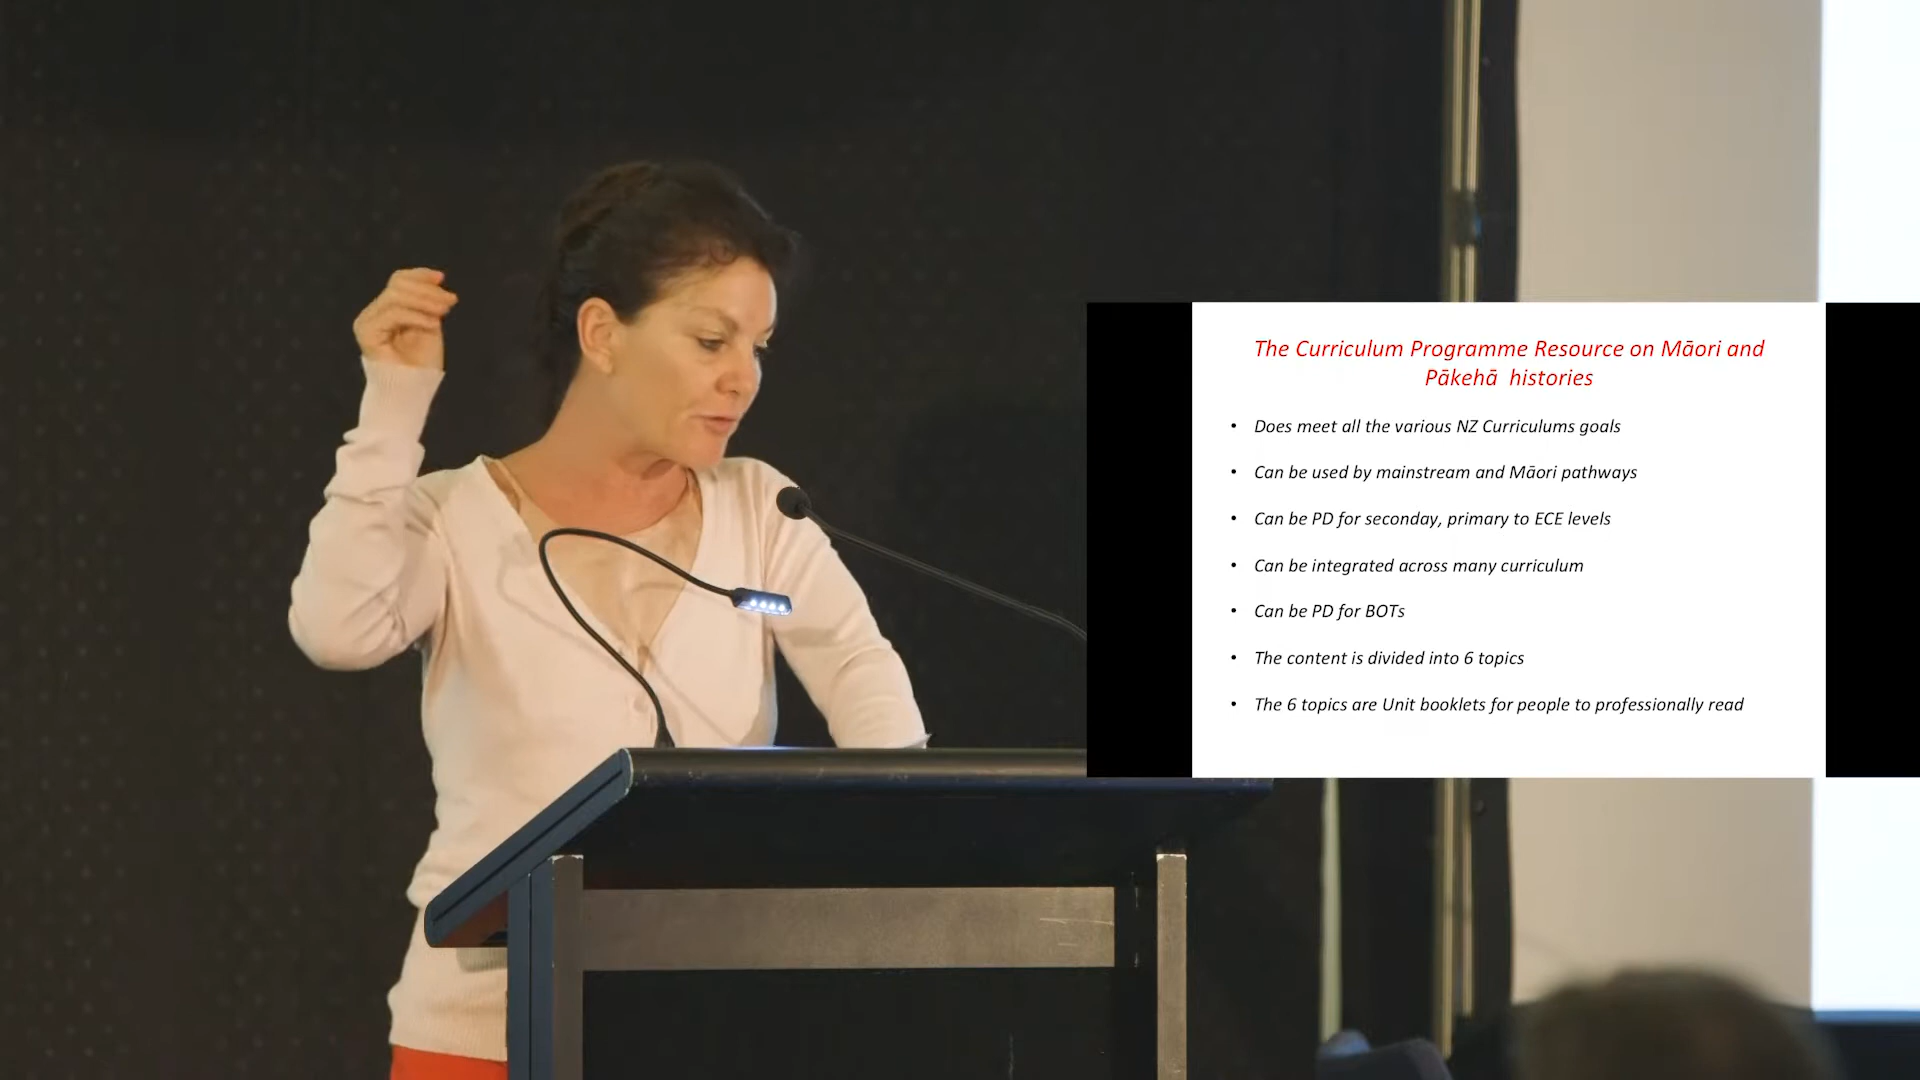 The Curriculum Programme Resource on Māori and
Pākehā histories
• Does meet all the various NZ Curriculums goals
• Can be used by mainstream and Māori pathways
• Can be PD for seconday, primary to ECE levels
• Can be integrated across many curriculum
• Can be PD for BOTs
• The content is divided into 6 topics
• The 6 topics are Unit booklets for people to professionally read